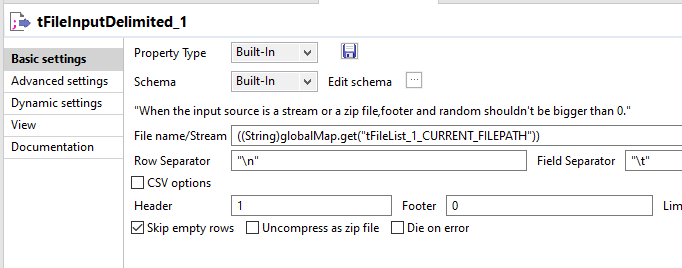 tFileInputDelimited_1
Basic settings
Advanced settings
Dynamic settings
View
Documentation
Property Type Built-In
Schema Built-In Edit schema ...
"When the input source is a stream or a zip file,footer and random shouldn't be bigger than 0."
File name/Stream ((String)globalMap.get("tFileList_1_CURRENT_FILEPATH"))
Row Separator "\n" Field Separator "\t"
CSV options
Header 1 Footer 0 Lim
Skip empty rows Uncompress as zip file Die on error